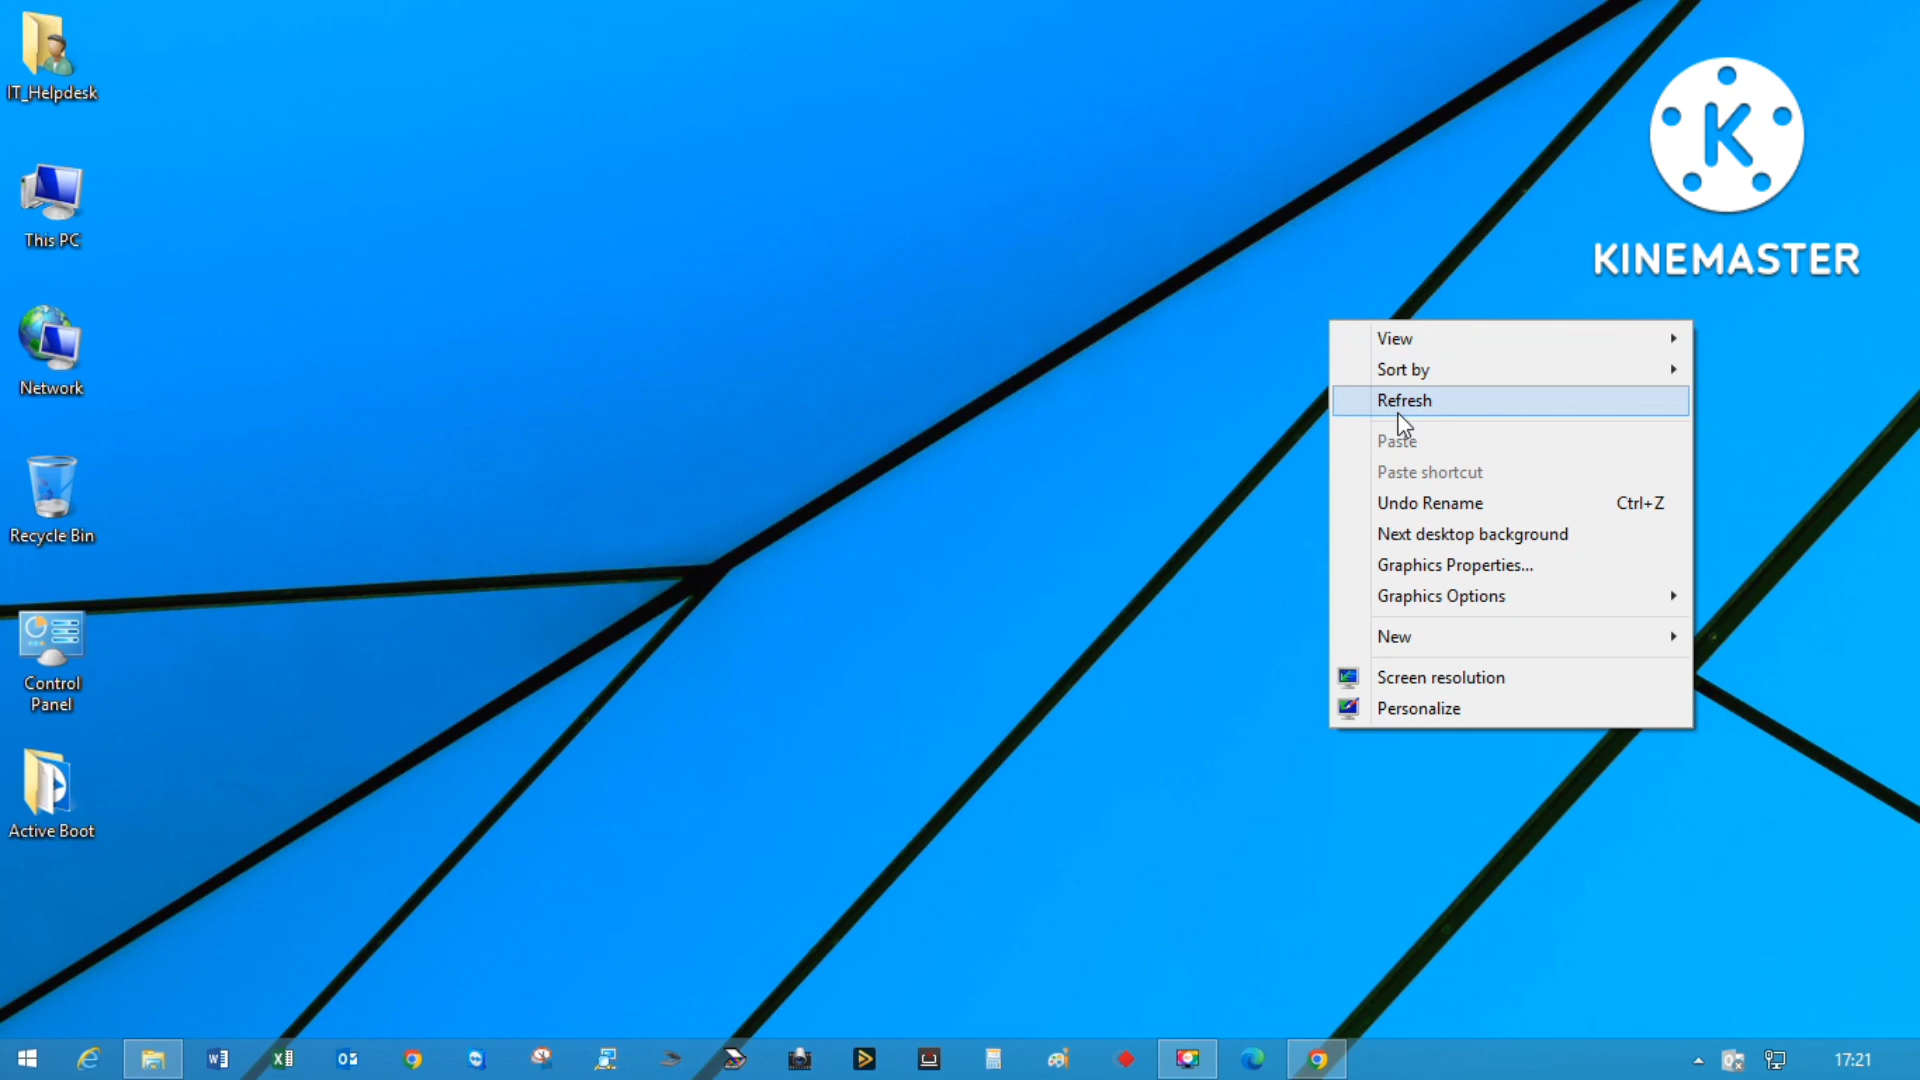 IT_Helpdesk
This PC
Network
Recycle Bin
Control
Panel
Active Boot
K
KINEMASTER
View
Sort by
Refresh
Paste
Paste shortcut
Undo Rename Ctrl+Z
Next desktop background
Graphics Properties...
Graphics Options
New
Screen resolution
Personalize
17:21